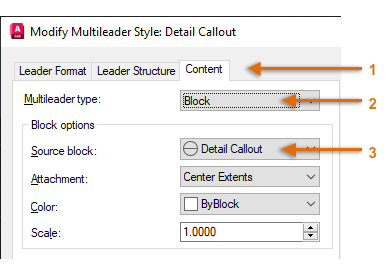 Modify Multileader Style: Detail Callout
Leader Format Leader Structure Content 1
Multileader type: Block 2
Block options
Source block: Detail Callout 3
Attachment: Center Extents
Color: ByBlock
Scale: 1.0000